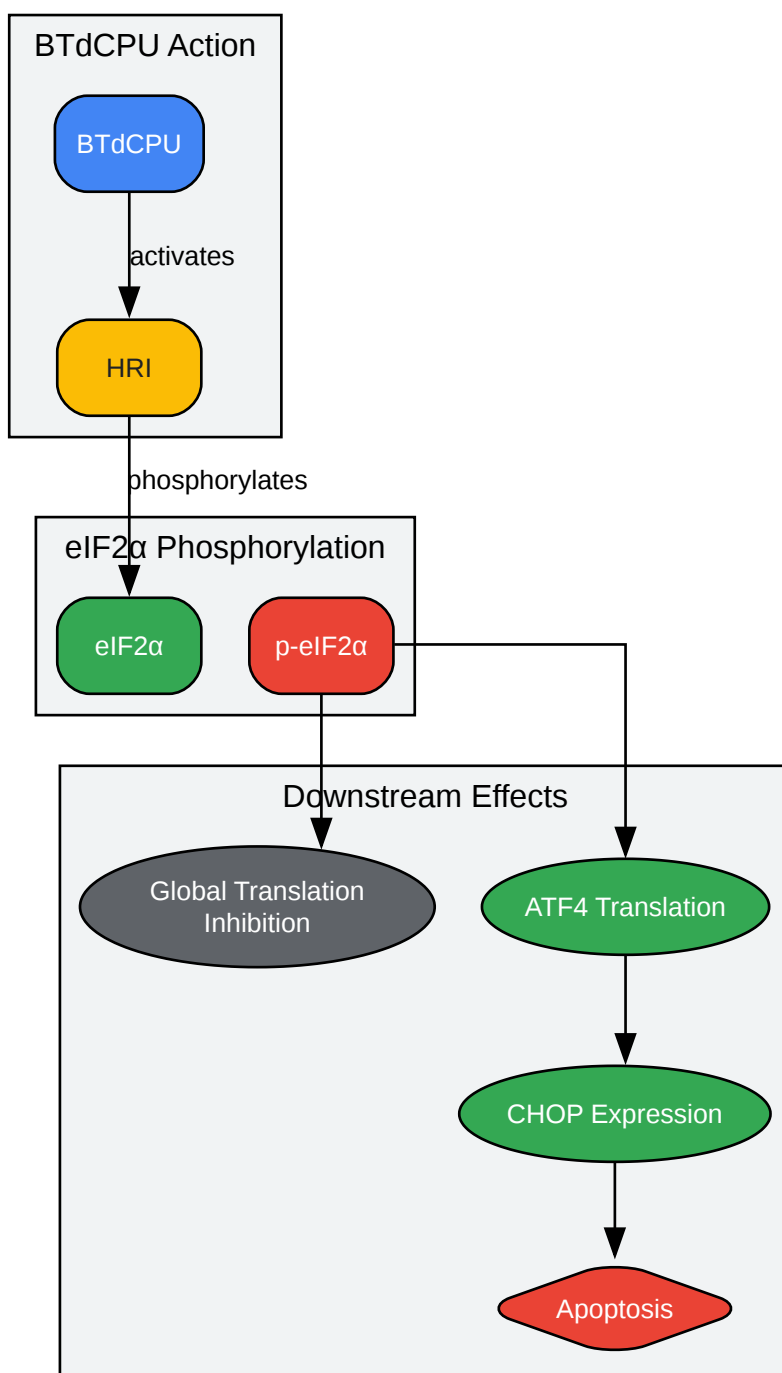 BTdCPU Action
BTdCPU
activates
HRI
phosphorylates
eIF2α Phosphorylation
eIF2α
p-eIF2α
Downstream Effects
Global Translation
Inhibition
ATF4 Translation
CHOP Expression
Apoptosis